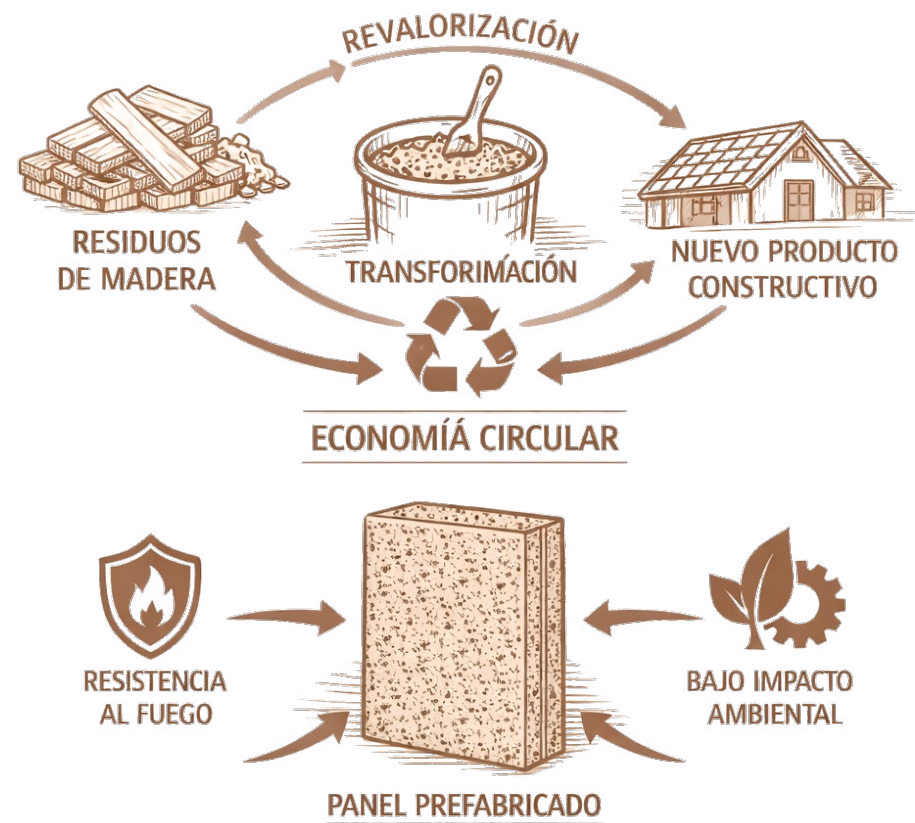 REVALORIZACIÓN
RESIDUOS
DE MADERA
TRANSFORIMACIÓN
NUEVO PRODUCTO
CONSTRUCTIVO
ECONOMÍÁ CIRCULAR
RESISTENCIA
AL FUEGO
BAJO IMPACTO
AMBIENTAL
PANEL PREFABRICADO